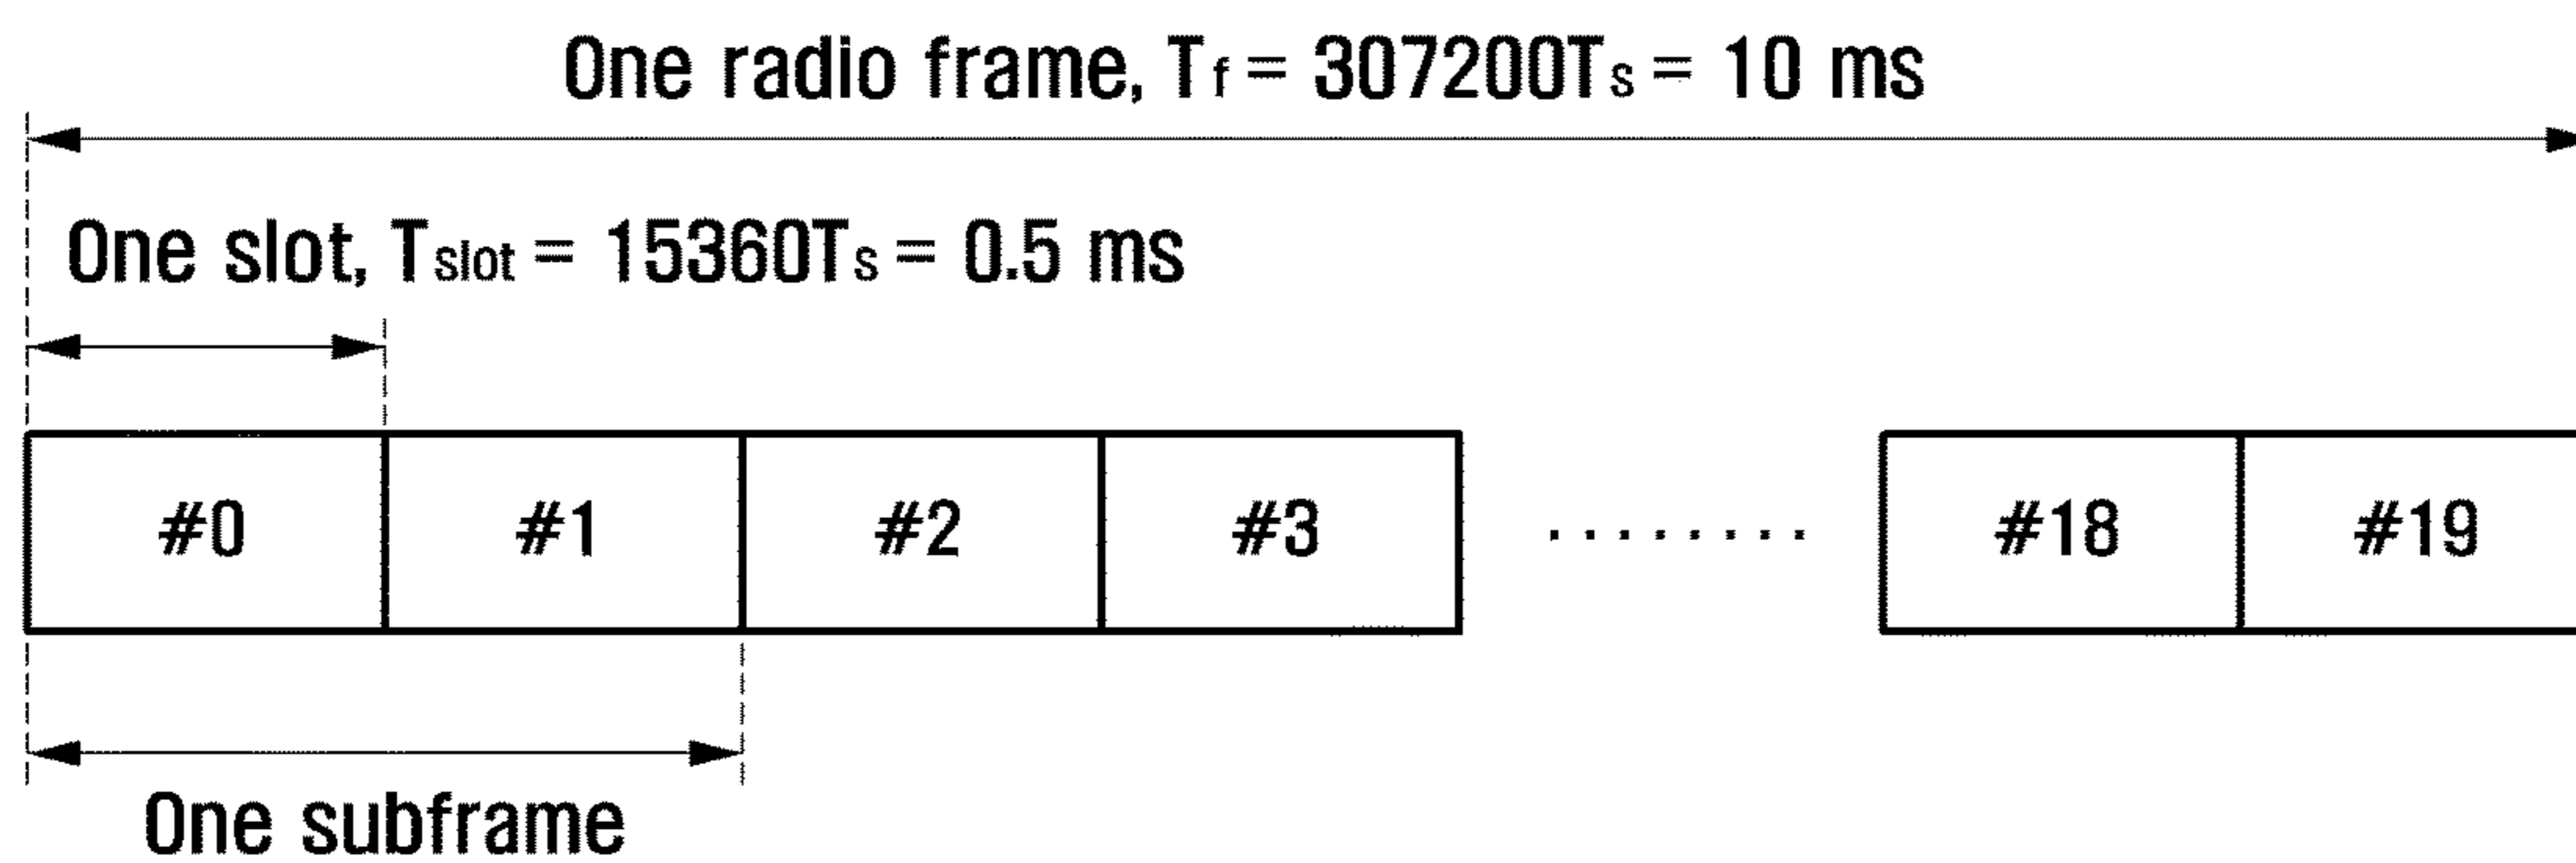 One radio frame, Tf = 307200Ts = 10 ms
One slot, Tslot = 15360Ts = 0.5 ms
#0 #1 #2 #3 ........ #18 #19
One subframe